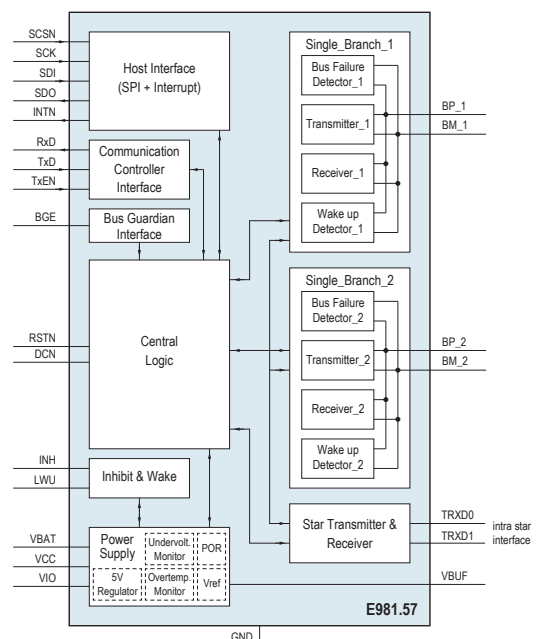 SCSN
SCK
SDI
SDO
INTN
Host Interface
(SPI + Interrupt)
RxD
TxD
TxEN
Communication
Controller
Interface
BGE
Bus Guardian
Interface
RSTN
DCN
Central
Logic
INH
LWU
Inhibit & Wake
VBAT
VCC
VIO
Power
Supply
Undervolt.
Monitor
POR
5V
Regulator
Overtemp.
Monitor
Vref
Single_Branch_1
Bus Failure
Detector_1
Transmitter_1
Receiver_1
Wake up
Detector_1
BP_1
BM_1
Single_Branch_2
Bus Failure
Detector_2
Transmitter_2
Receiver_2
Wake up
Detector_2
BP_2
BM_2
Star Transmitter &
Receiver
TRXD0
TRXD1
intra star
interface
VBUF
E981.57
GND